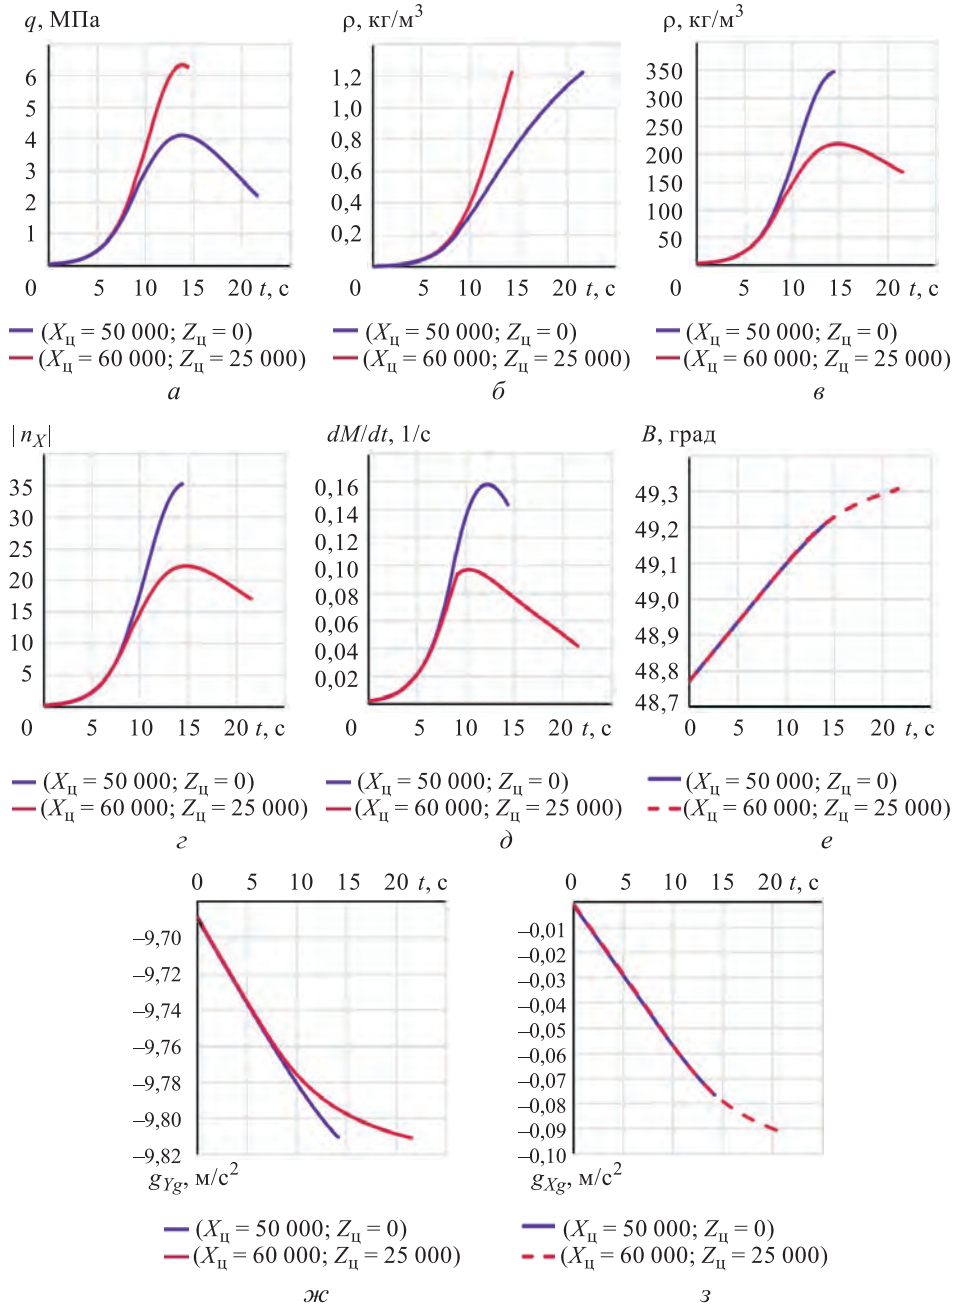 q, МПа
6
5
4
3
2
1
0 5 10 15 20 t, с
(Xц = 50 000; Zц = 0)
(Xц = 60 000; Zц = 25 000)
а
ρ, кг/м³
1,2
1,0
0,8
0,6
0,4
0,2
0 5 10 15 20 t, с
(Xц = 50 000; Zц = 0)
(Xц = 60 000; Zц = 25 000)
б
ρ, кг/м³
350
300
250
200
150
100
50
0 5 10 15 20 t, с
(Xц = 50 000; Zц = 0)
(Xц = 60 000; Zц = 25 000)
в
|nX|
35
30
25
20
15
10
5
0 5 10 15 20 t, с
(Xц = 50 000; Zц = 0)
(Xц = 60 000; Zц = 25 000)
г
dM/dt, 1/с
0,16
0,14
0,12
0,10
0,08
0,06
0,04
0,02
0 5 10 15 20 t, с
(Xц = 50 000; Zц = 0)
(Xц = 60 000; Zц = 25 000)
д
B, град
49,3
49,2
49,1
49,0
48,9
48,8
48,7
0 5 10 15 20 t, с
(Xц = 50 000; Zц = 0)
(Xц = 60 000; Zц = 25 000)
е
0 5 10 15 20 t, с
–9,70
–9,72
–9,74
–9,76
–9,78
–9,80
–9,82
gYg, м/с²
(Xц = 50 000; Zц = 0)
(Xц = 60 000; Zц = 25 000)
ж
0 5 10 15 20 t, с
–0,01
–0,02
–0,03
–0,04
–0,05
–0,06
–0,07
–0,08
–0,09
–0,10
gXg, м/с²
(Xц = 50 000; Zц = 0)
(Xц = 60 000; Zц = 25 000)
з